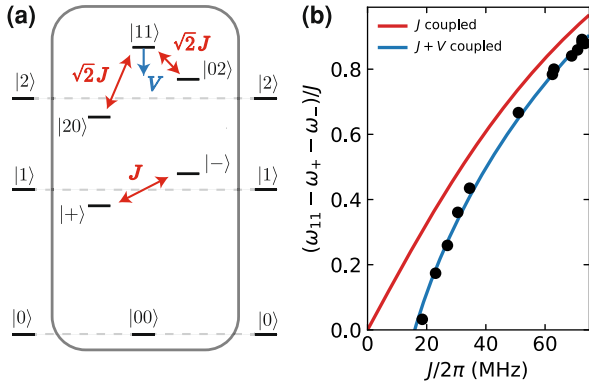 (a)
|11⟩
√2J
√2J
V
|02⟩
|2⟩
|2⟩
|20⟩
J
|−⟩
|1⟩
|1⟩
|+⟩
|0⟩
|00⟩
|0⟩
(b)
J coupled
J + V coupled
0.8
0.6
0.4
0.2
0.0
(ω₁₁ − ω₊ − ω₋)/J
0
20
40
60
J/2π (MHz)